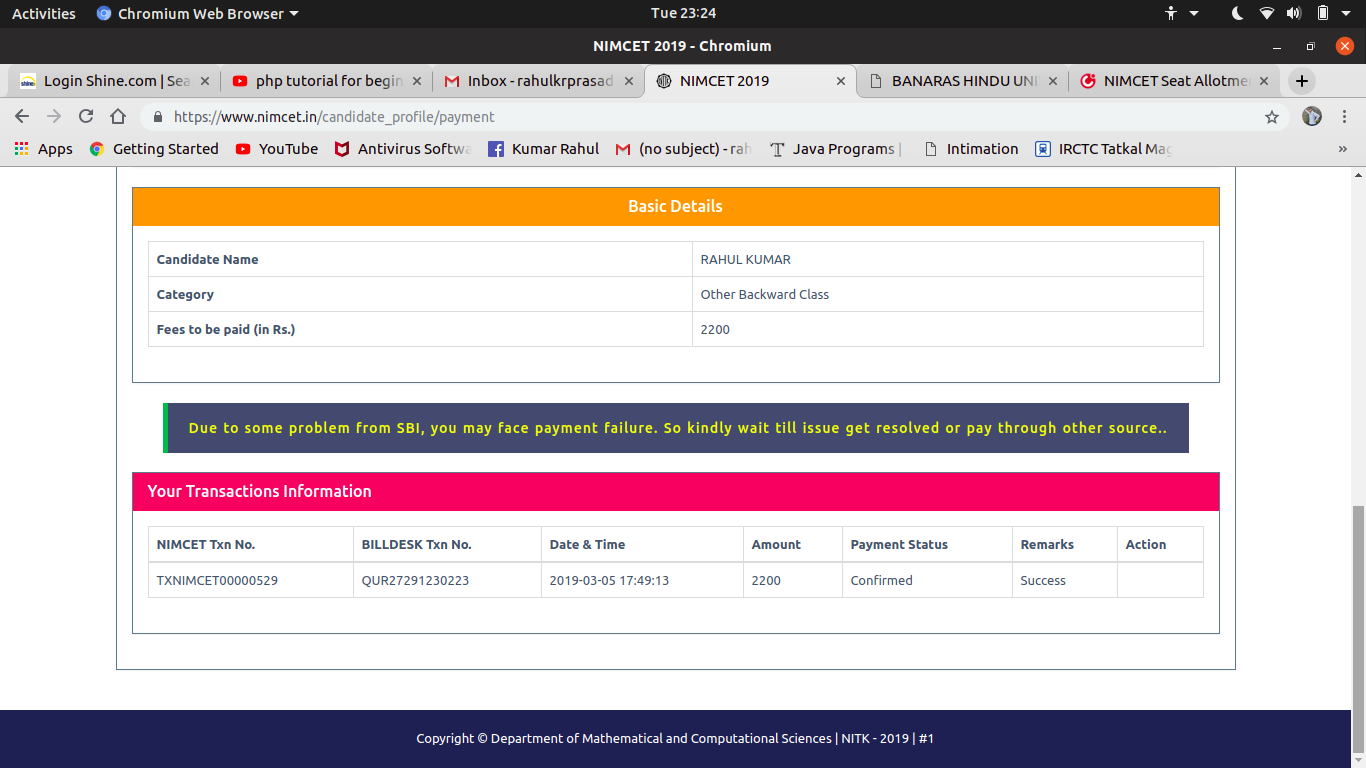 Activities Chromium Web Browser Tue 23:24
NIMCET 2019 - Chromium
Login Shine.com | Sea php tutorial for begin Inbox - rahulkrprasad NIMCET 2019 BANARAS HINDU UNI NIMCET Seat Allotme
https://www.nimcet.in/candidate_profile/payment
Apps Getting Started YouTube Antivirus Softwa Kumar Rahul (no subject) - rah Java Programs | Intimation IRCTC Tatkal Mag
Basic Details
Candidate Name RAHUL KUMAR
Category Other Backward Class
Fees to be paid (in Rs.) 2200
Due to some problem from SBI, you may face payment failure. So kindly wait till issue get resolved or pay through other source..
Your Transactions Information
NIMCET Txn No. BILLDESK Txn No. Date & Time Amount Payment Status Remarks Action
TXNIMCET00000529 QUR27291230223 2019-03-05 17:49:13 2200 Confirmed Success
Copyright © Department of Mathematical and Computational Sciences | NITK - 2019 | #1